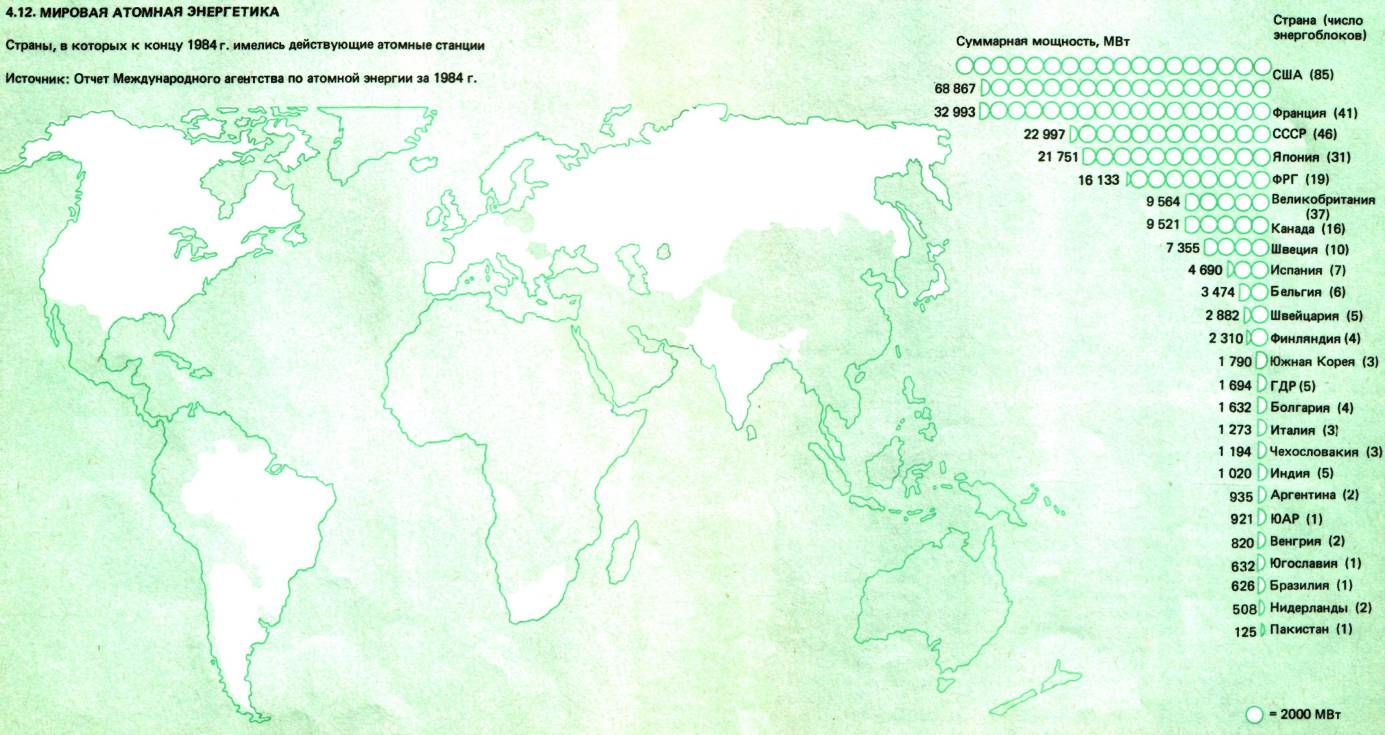 4.12. МИРОВАЯ АТОМНАЯ ЭНЕРГЕТИКА
Страны, в которых к концу 1984 г. имелись действующие атомные станции
Источник: Отчет Международного агентства по атомной энергии за 1984 г.
Суммарная мощность, МВт
Страна (число
энергоблоков)
США (85)
68 867
32 993 Франция (41)
22 997 СССР (46)
21 751 Япония (31)
16 133 ФРГ (19)
9 564 Великобритания
(37)
9 521 Канада (16)
7 355 Швеция (10)
4 690 Испания (7)
3 474 Бельгия (6)
2 882 Швейцария (5)
2 310 Финляндия (4)
1 790 Южная Корея (3)
1 694 ГДР (5)
1 632 Болгария (4)
1 273 Италия (3)
1 194 Чехословакия (3)
1 020 Индия (5)
935 Аргентина (2)
921 ЮАР (1)
820 Венгрия (2)
632 Югославия (1)
626 Бразилия (1)
508 Нидерланды (2)
125 Пакистан (1)
= 2000 МВт